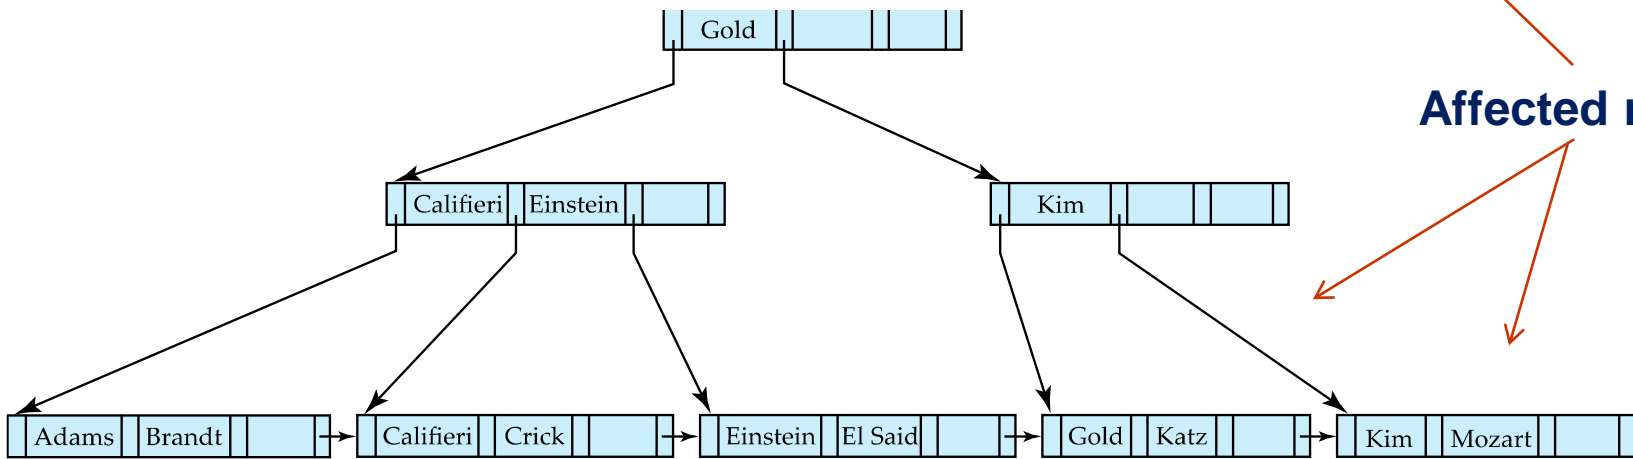 Gold
Affected
Califieri Einstein
Kim
Adams Brandt
Califieri Crick
Einstein El Said
Gold Katz
Kim Mozart